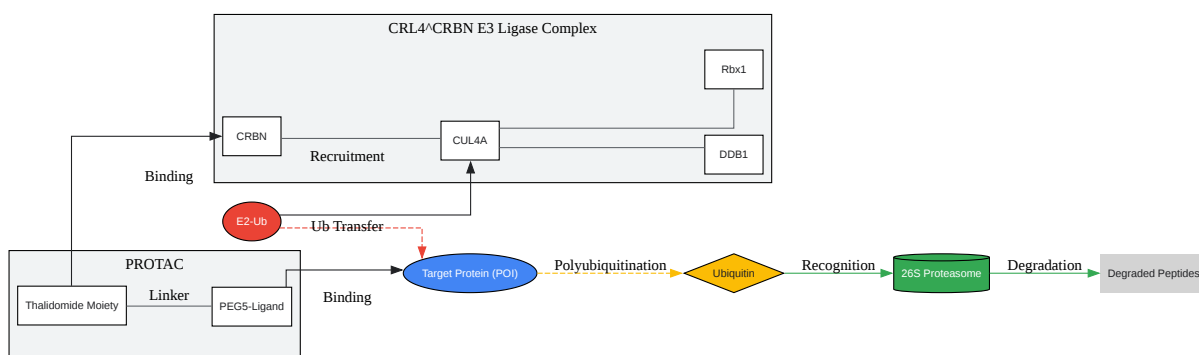 CRL4^CRBN E3 Ligase Complex
Rbx1
CRBN
CUL4A
DDB1
Recruitment
Binding
E2-Ub
Ub Transfer
PROTAC
Target Protein (POI)
Polyubiquitination
Ubiquitin
Recognition
26S Proteasome
Degradation
Degraded Peptides
Thalidomide Moiety
Linker
PEG5-Ligand
Binding